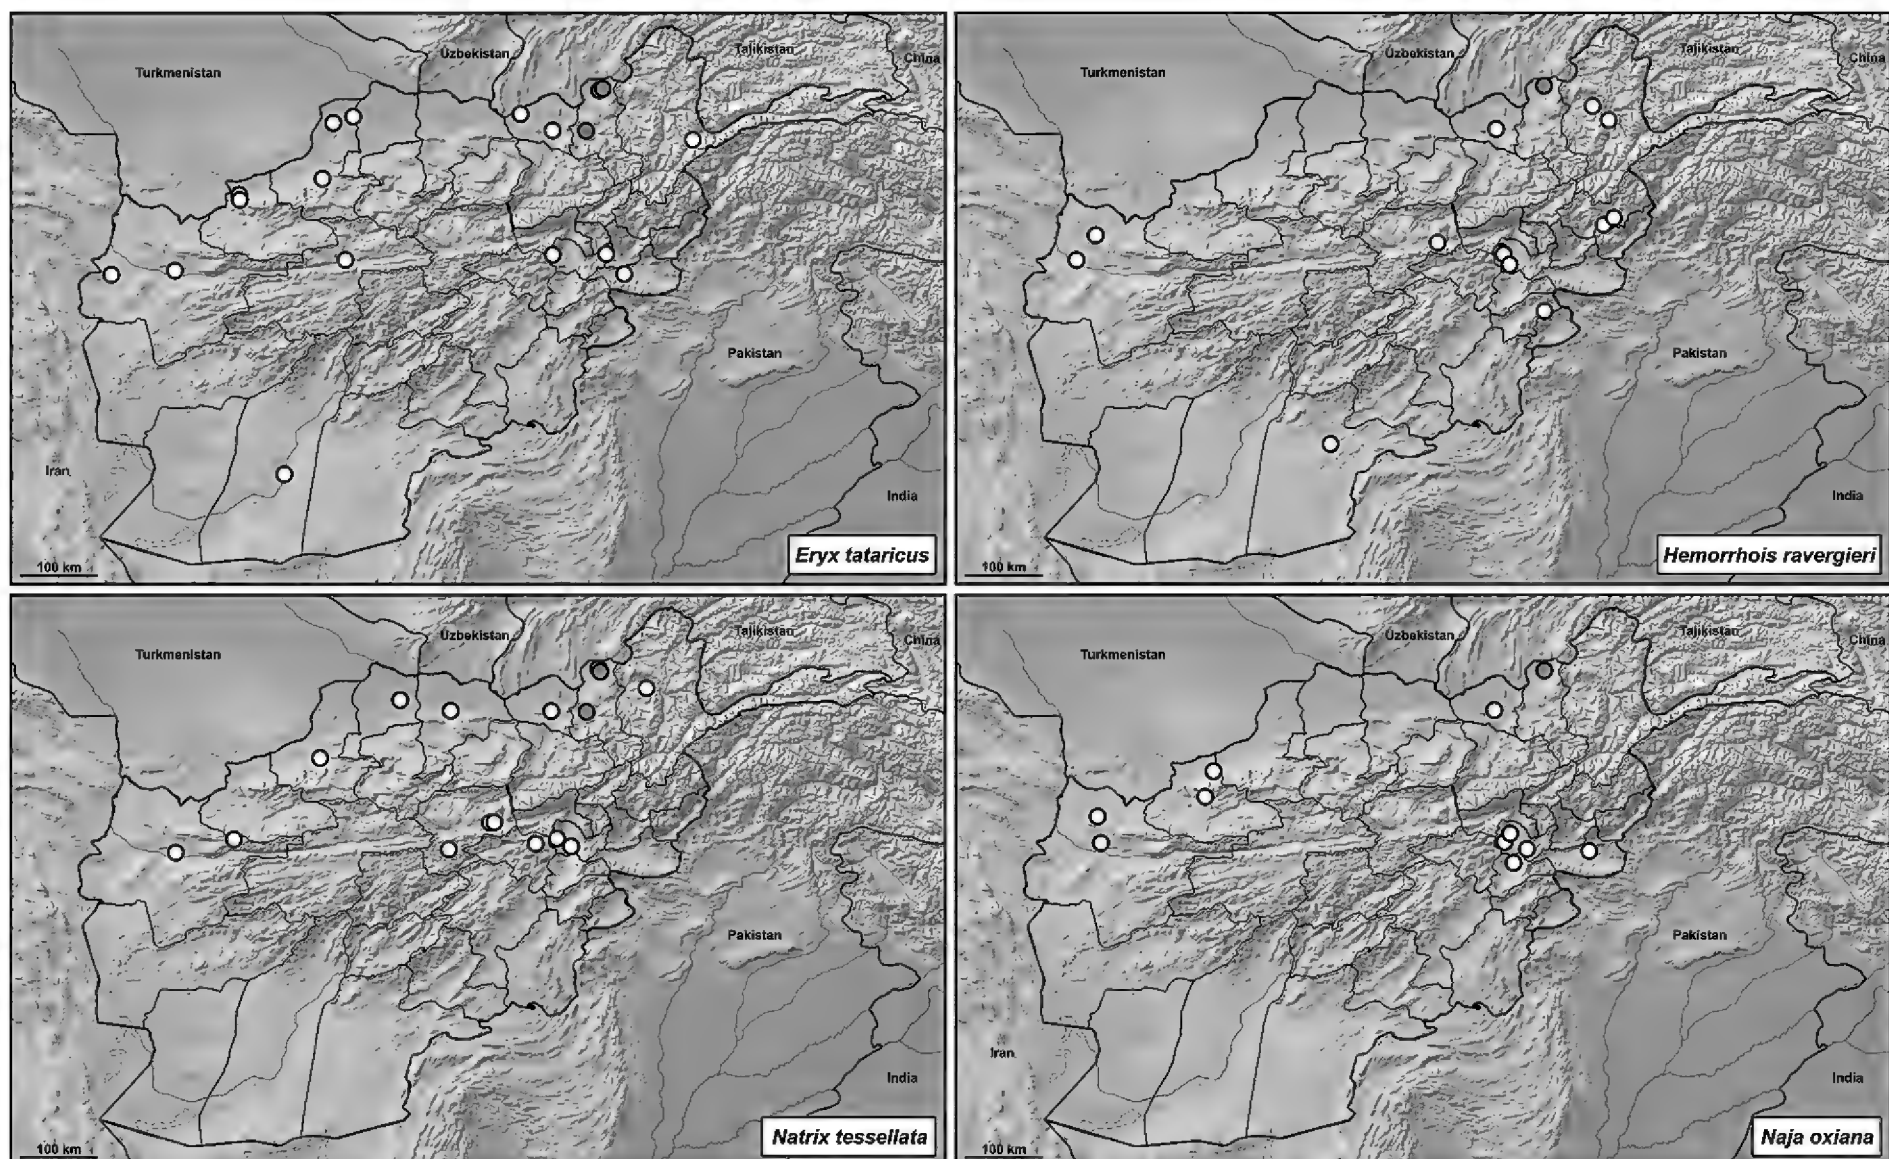 Turkmenistan
Uzbekistan
Tajikistan
China
Pakistan
Iran
India
100 km
Eryx tataricus
Turkmenistan
Uzbekistan
Tajikistan
China
Pakistan
India
100 km
Hemorrhois ravergieri
Turkmenistan
Uzbekistan
Tajikistan
China
Pakistan
India
100 km
Natrix tessellata
Turkmenistan
Uzbekistan
Tajikistan
China
Pakistan
Iran
India
100 km
Naja oxiana